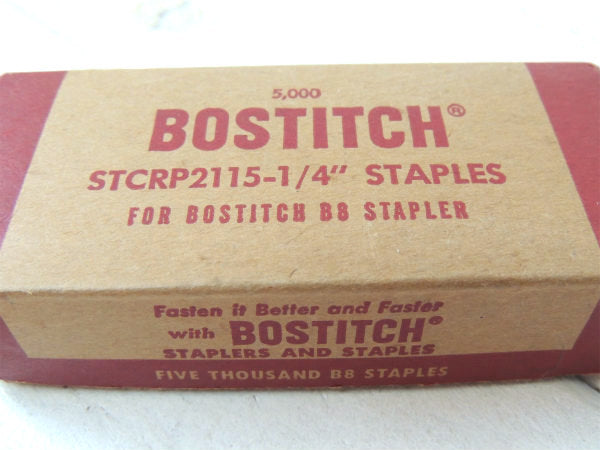 5,000
BOSTITCH®
STCRP2115-1/4" STAPLES
FOR BOSTITCH B8 STAPLER
Fasten it Better and Faster
with BOSTITCH®
STAPLERS AND STAPLES
FIVE THOUSAND B8 STAPLES